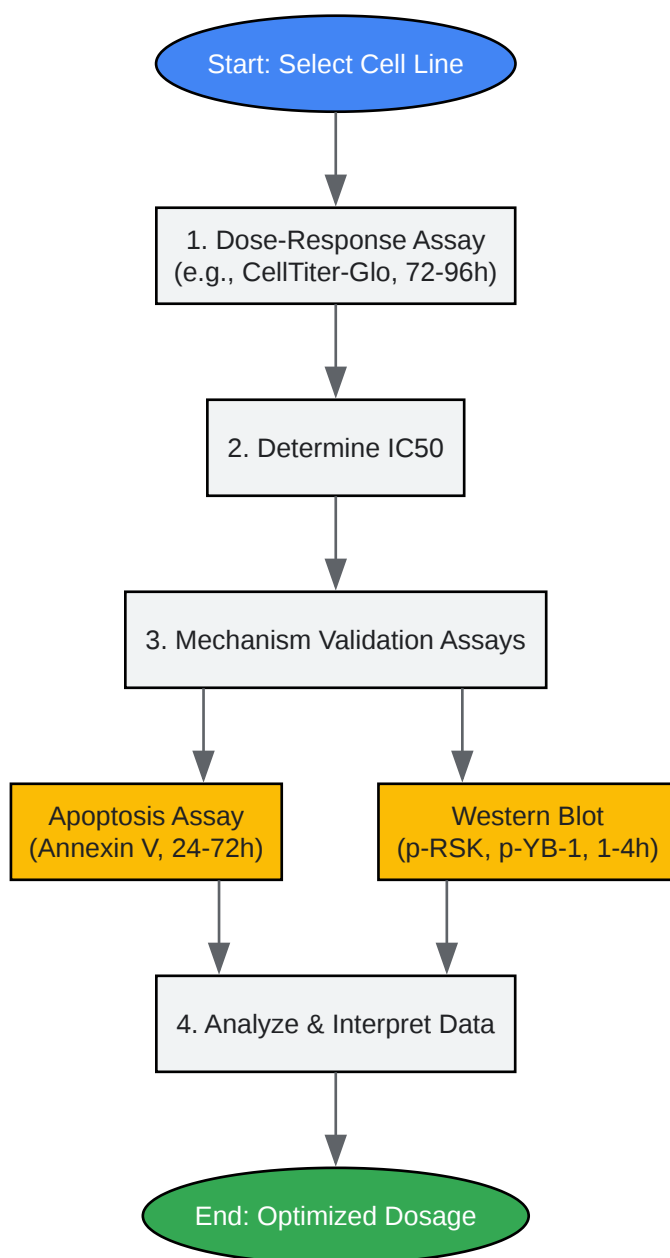 Start: Select Cell Line
1. Dose-Response Assay
(e.g., CellTiter-Glo, 72-96h)
2. Determine IC50
3. Mechanism Validation Assays
Apoptosis Assay
(Annexin V, 24-72h)
Western Blot
(p-RSK, p-YB-1, 1-4h)
4. Analyze & Interpret Data
End: Optimized Dosage